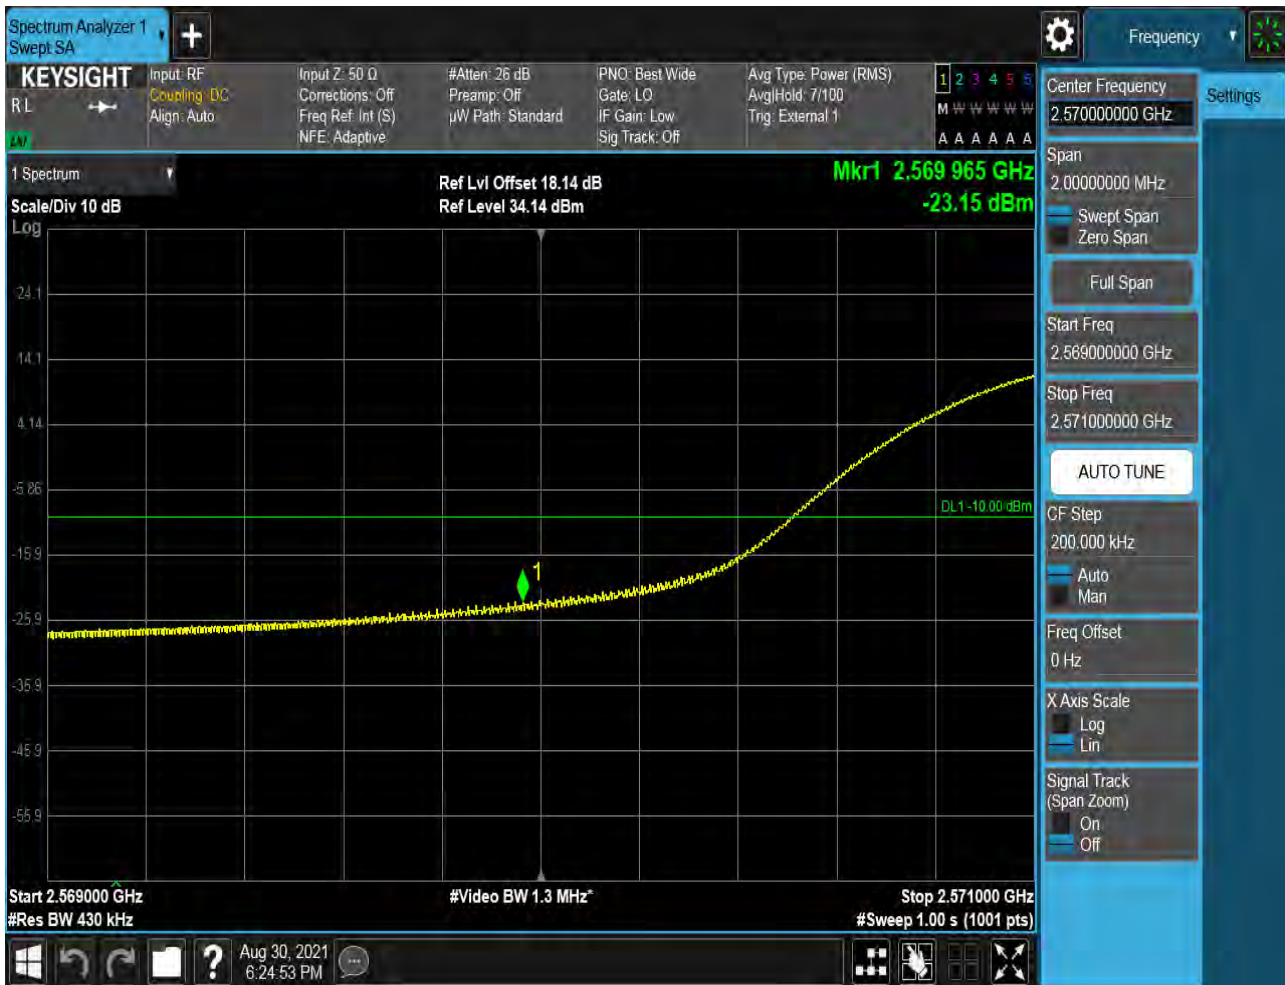 Spectrum Analyzer 1
Swept SA
Frequency
KEYSIGHT
R L
Input: RF
Coupling: DC
Align: Auto
Input Z: 50 Ω
Corrections: Off
Freq Ref: Int (S)
NFE: Adaptive
#Atten: 26 dB
Preamp: Off
µW Path: Standard
PNO: Best Wide
Gate: LO
IF Gain: Low
Sig Track: Off
Avg Type: Power (RMS)
Avg|Hold: 7/100
Trig: External 1
1 2 3 4 5 6
M W W W W W
A A A A A A
1 Spectrum
Scale/Div 10 dB
Ref Lvl Offset 18.14 dB
Ref Level 34.14 dBm
Mkr1 2.569 965 GHz
-23.15 dBm
Log
24.1
14.1
4.14
-5.86
-15.9
-25.9
-35.9
-45.9
-55.9
DL1 -10.00 dBm
1
Start 2.569000 GHz
#Res BW 430 kHz
#Video BW 1.3 MHz*
Stop 2.571000 GHz
#Sweep 1.00 s (1001 pts)
Center Frequency
2.570000000 GHz
Settings
Span
2.00000000 MHz
Swept Span
Zero Span
Full Span
Start Freq
2.569000000 GHz
Stop Freq
2.571000000 GHz
AUTO TUNE
CF Step
200.000 kHz
Auto
Man
Freq Offset
0 Hz
X Axis Scale
Log
Lin
Signal Track
(Span Zoom)
On
Off
?
Aug 30, 2021
6:24:53 PM